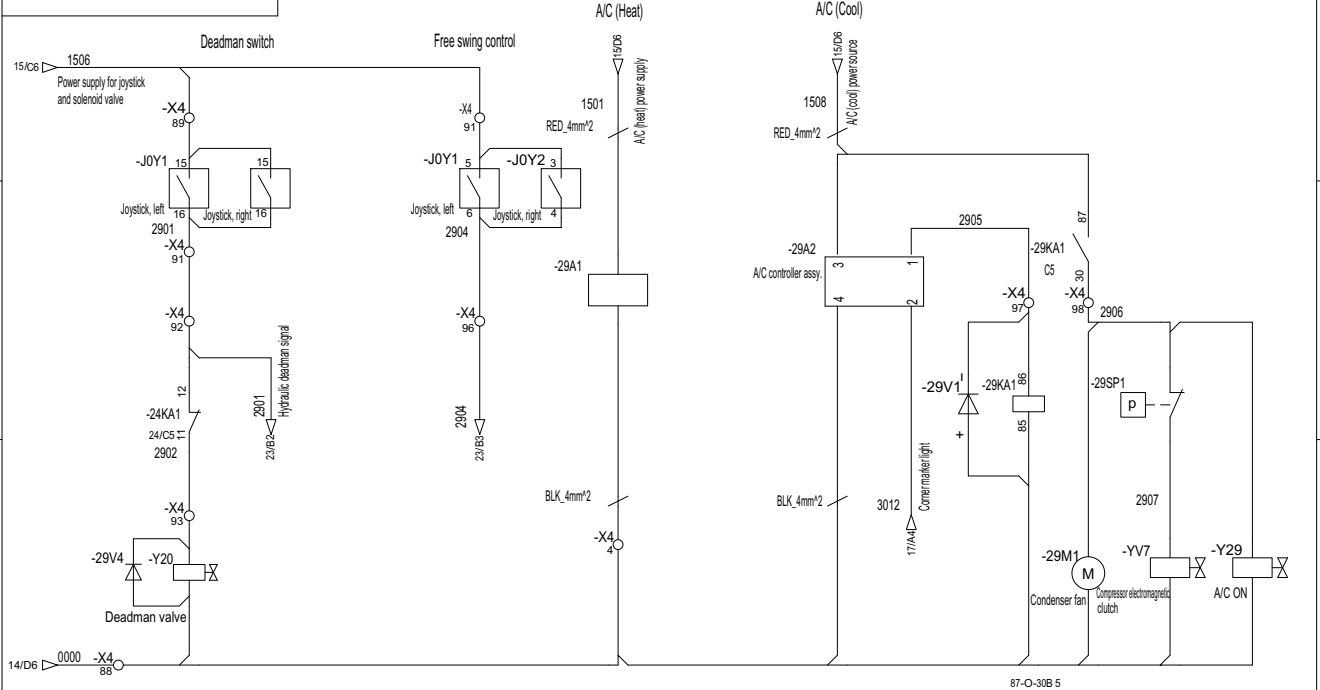 A/C (Heat)
A/C (Cool)
Deadman switch
Free swing control
15/C6
1506
Power supply for joystick
and solenoid valve
15/D6
A/C (heat) power supply
1501
RED_4mm^2
15/D6
A/C (cool) power source
1508
RED_4mm^2
-X4
89
-X4
91
-J0Y1
15
15
16
16
Joystick, left
Joystick, right
2901
-J0Y1
5
-J0Y2
3
6
4
Joystick, left
Joystick, right
2904
-X4
91
-29A1
-29A2
A/C controller assy.
3
1
4
2
2905
87
-29KA1
C5
30
-X4
97
-X4
98
2906
-X4
92
-X4
96
12
-24KA1
24/C5
11
2902
2901
Hydraulic deadman signal
23/B2
2904
23/B3
-29V1
-
+
-29KA1
86
85
-29SP1
p
-X4
93
BLK_4mm^2
-X4
4
BLK_4mm^2
3012
Corner marker light
17/A4
2907
-29V4
-Y20
Deadman valve
-29M1
M
Condenser fan
-YV7
Compressor electromagnetic
clutch
-Y29
A/C ON
14/D6
0000
-X4
88
87-O-30B 5